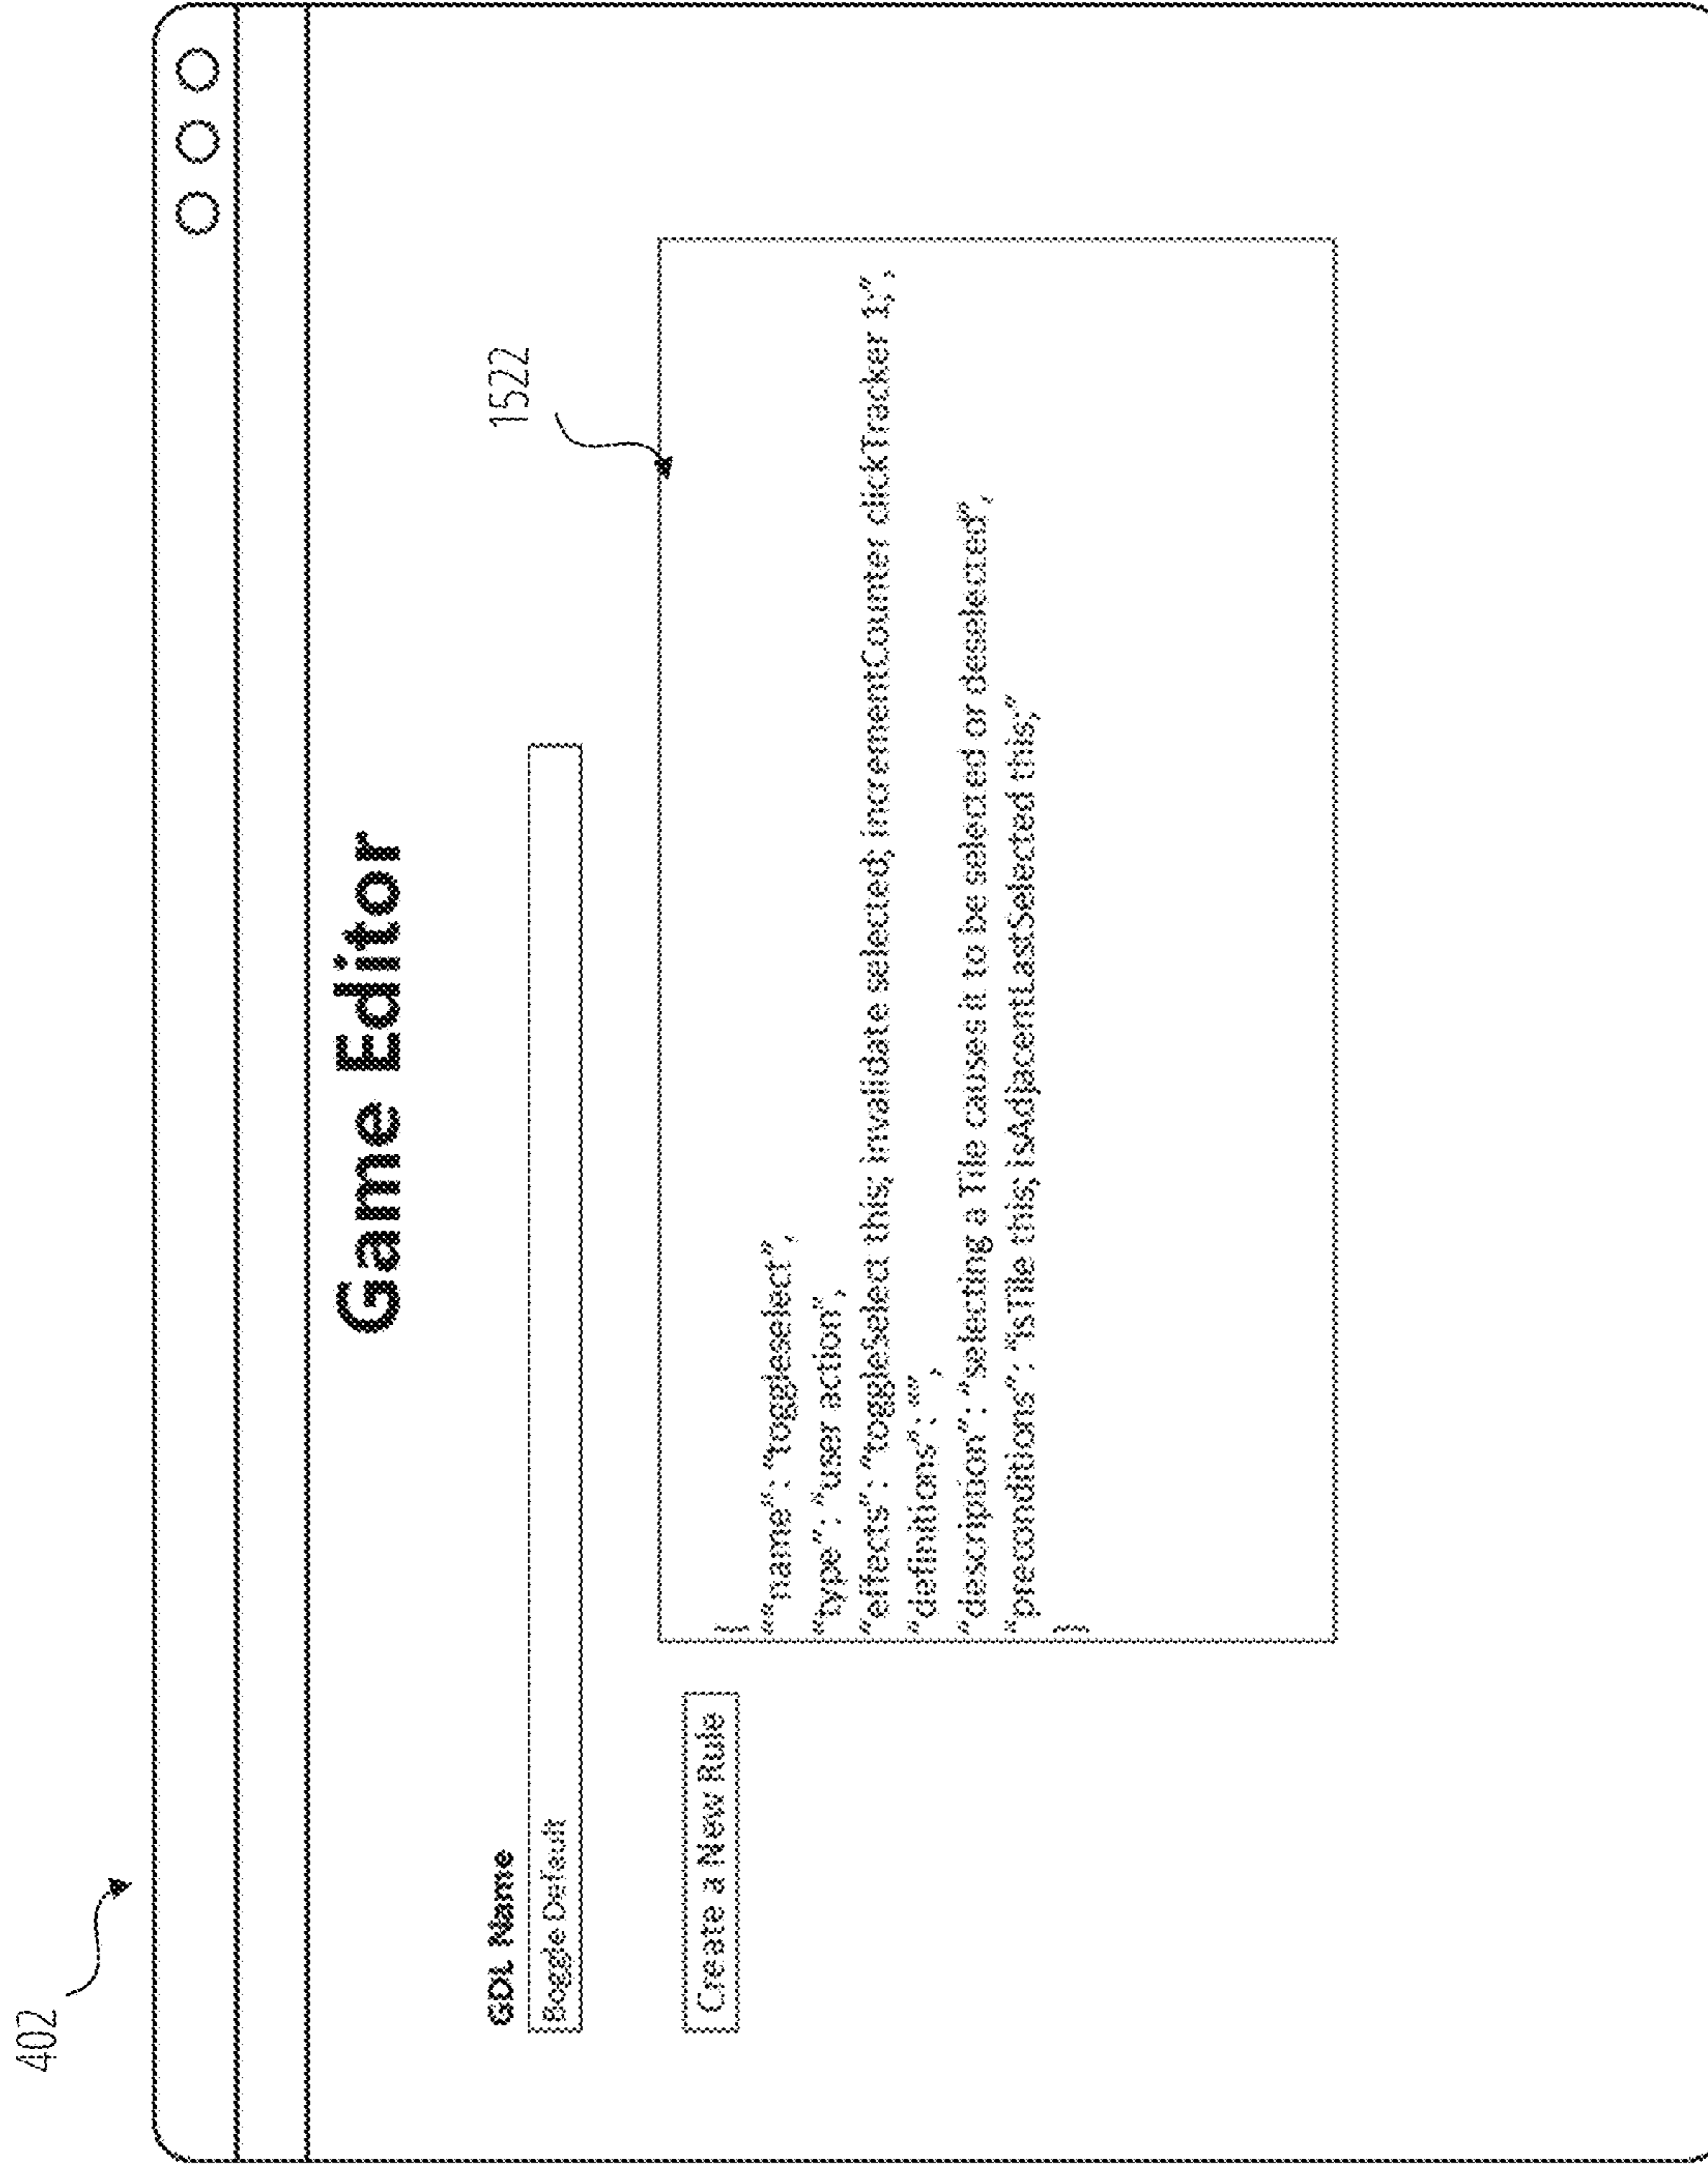 402
Game Editor
GDL Name
Boggle Default
1522
Create a New Rule
{
"“name": "toggleselect",
"type": "user action",
"effects": "toggleSelect this; invalidate selected; incrementCounter clickTracker 1;",
"definitions": "",
"description": "selecting a Tile causes it to be selected or deselected",
"preconditions": "isTile this; isAdjacentLastSelected this;"
}